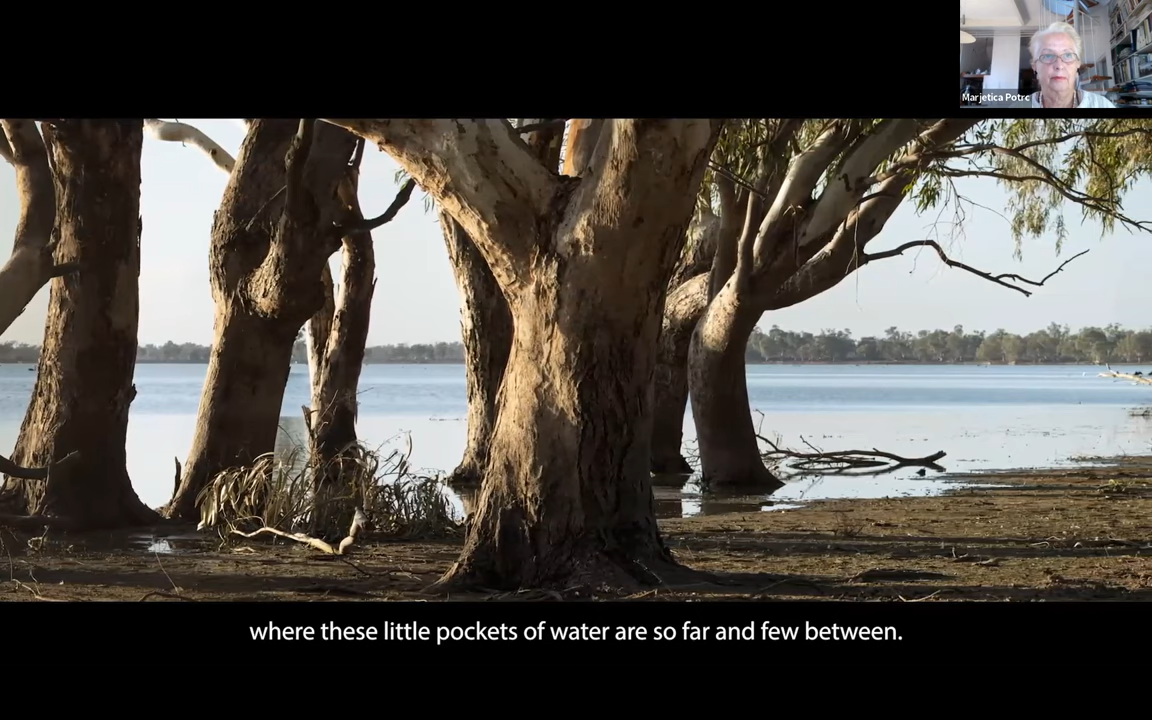 Marjetica Potrc
where these little pockets of water are so far and few between.